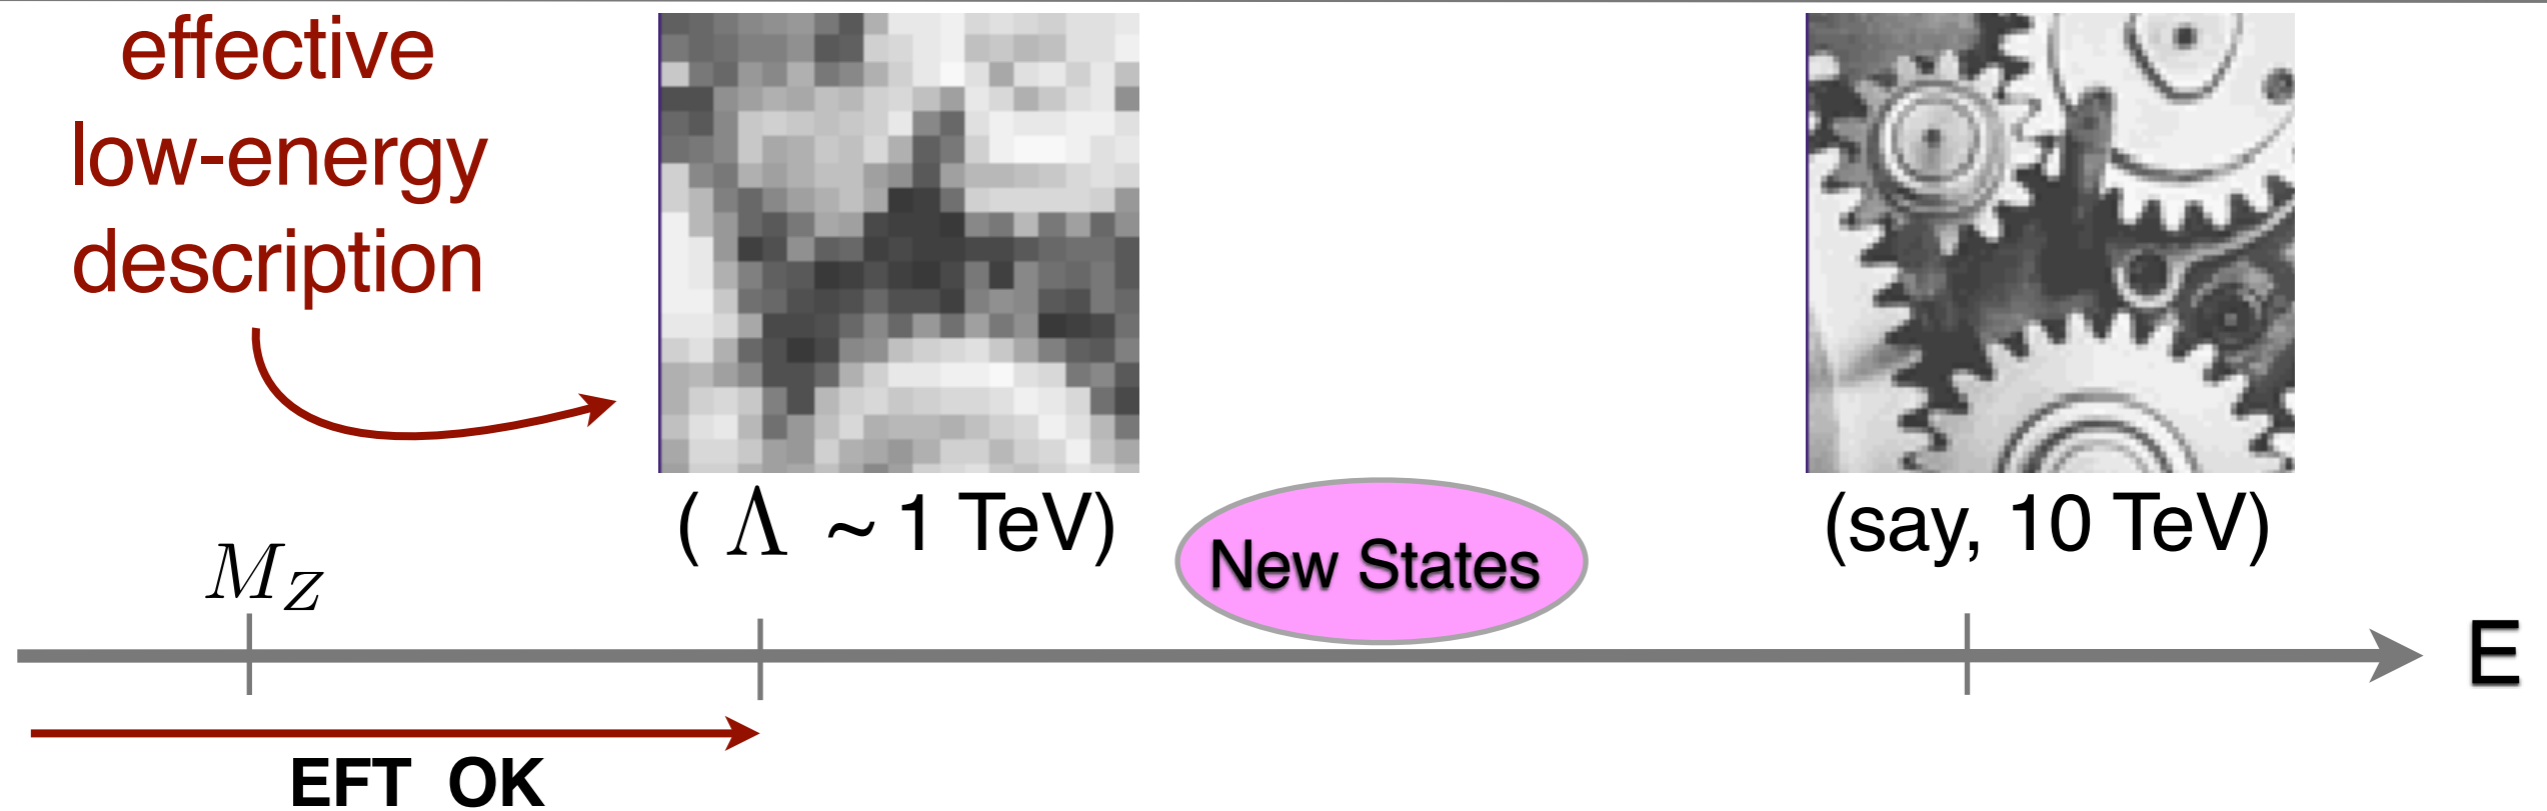 effective
low-energy
description
( Λ ~ 1 TeV)
(say, 10 TeV)
New States
M_Z
E
EFT OK